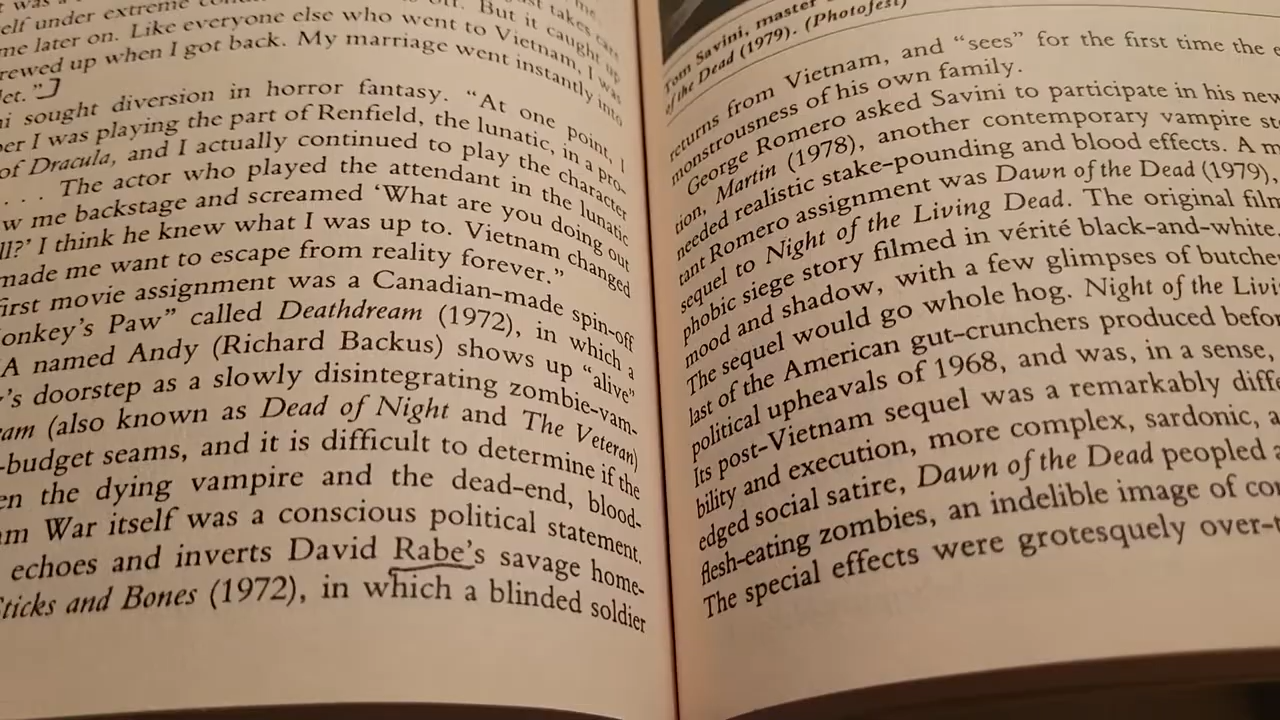 self under extreme
me later on. Like everyone else who went to Vietnam, I was
rewed up when I got back. My marriage went instantly into
let."
ni sought diversion in horror fantasy. "At one point, I
per I was playing the part of Renfield, the lunatic, in a pro-
of Dracula, and I actually continued to play the character
. . . . The actor who played the attendant in the lunatic
w me backstage and screamed 'What are you doing out
ll?' I think he knew what I was up to. Vietnam changed
made me want to escape from reality forever."
first movie assignment was a Canadian-made spin-off
onkey's Paw" called Deathdream (1972), in which a
A named Andy (Richard Backus) shows up "alive"
's doorstep as a slowly disintegrating zombie-vam-
am (also known as Dead of Night and The Veteran)
-budget seams, and it is difficult to determine if the
en the dying vampire and the dead-end, blood-
am War itself was a conscious political statement.
echoes and inverts David Rabe's savage home-
Sticks and Bones (1972), in which a blinded soldier
Tom Savini, master
of the Dead (1979). (Photofest)
returns from Vietnam, and "sees" for the first time the
monstrousness of his own family.
George Romero asked Savini to participate in his new
tion, Martin (1978), another contemporary vampire
needed realistic stake-pounding and blood effects. A
tant Romero assignment was Dawn of the Dead (1979),
sequel to Night of the Living Dead. The original film
phobic siege story filmed in vérité black-and-white.
mood and shadow, with a few glimpses of butche
The sequel would go whole hog. Night of the Livi
last of the American gut-crunchers produced befor
political upheavals of 1968, and was, in a sense,
Its post-Vietnam sequel was a remarkably diffe
bility and execution, more complex, sardonic, a
edged social satire, Dawn of the Dead peopled
flesh-eating zombies, an indelible image of co
The special effects were grotesquely over-t